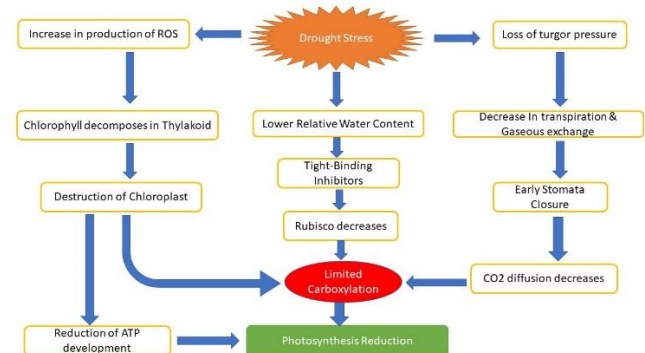 Increase in production of ROS
Drought Stress
Loss of turgor pressure
Chlorophyll decomposes in Thylakoid
Lower Relative Water Content
Decrease In transpiration &
Gaseous exchange
Tight-Binding
Inhibitors
Destruction of Chloroplast
Early Stomata
Closure
Rubisco decreases
Limited
Carboxylation
CO2 diffusion decreases
Reduction of ATP
development
Photosynthesis Reduction